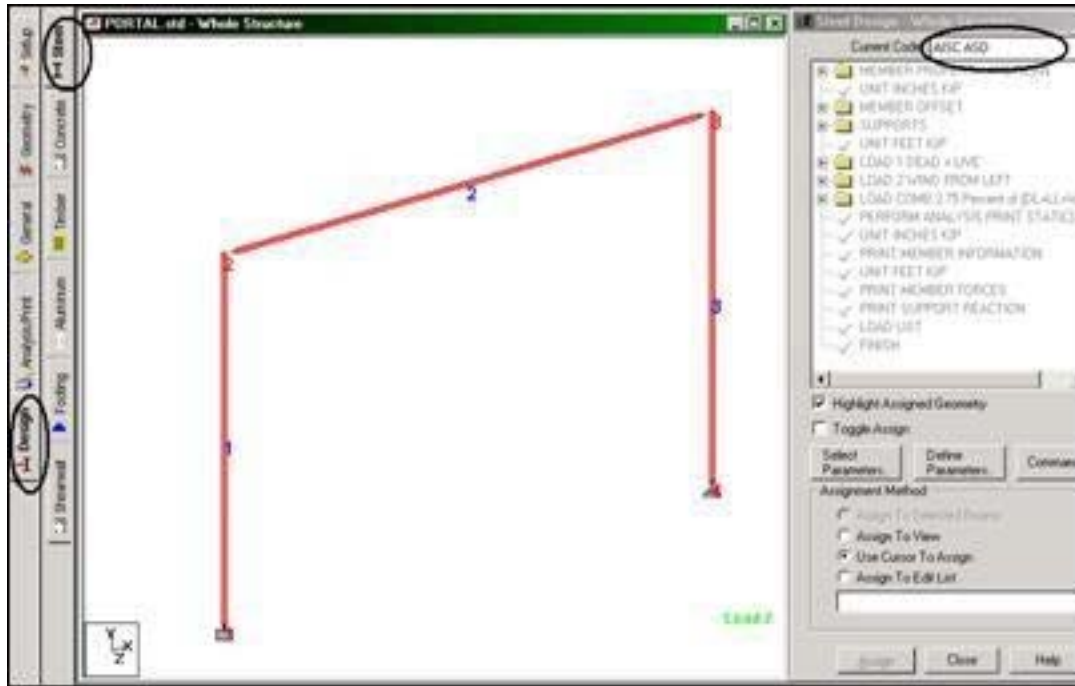 Setup
Geometry
General
Analysis/Print
Design
Steel
Concrete
Timber
Aluminum
Footing
Shearwall
PORTAL.std - Whole Structure
2
3
2
1
3
4
Load 2
Y
X
Z
Steel Design - Whole
Current Code: AISC ASD
MEMBER
UNIT INCHES KIP
MEMBER OFFSET
SUPPORTS
UNIT FEET KIP
LOAD 1 DEAD + LIVE
LOAD 2 WIND FROM LEFT
LOAD COMB 3 75 Percent of
PERFORM ANALYSIS PRINT STATICS
UNIT INCHES KIP
PRINT MEMBER INFORMATION
UNIT FEET KIP
PRINT MEMBER FORCES
PRINT SUPPORT REACTION
LOAD LIST
FINISH
Highlight Assigned Geometry
Toggle Assign
Select Parameters...
Define Parameters...
Comman
Assignment Method
Assign To Selected Beams
Assign To View
Use Cursor To Assign
Assign To Edit List
Assign
Close
Help